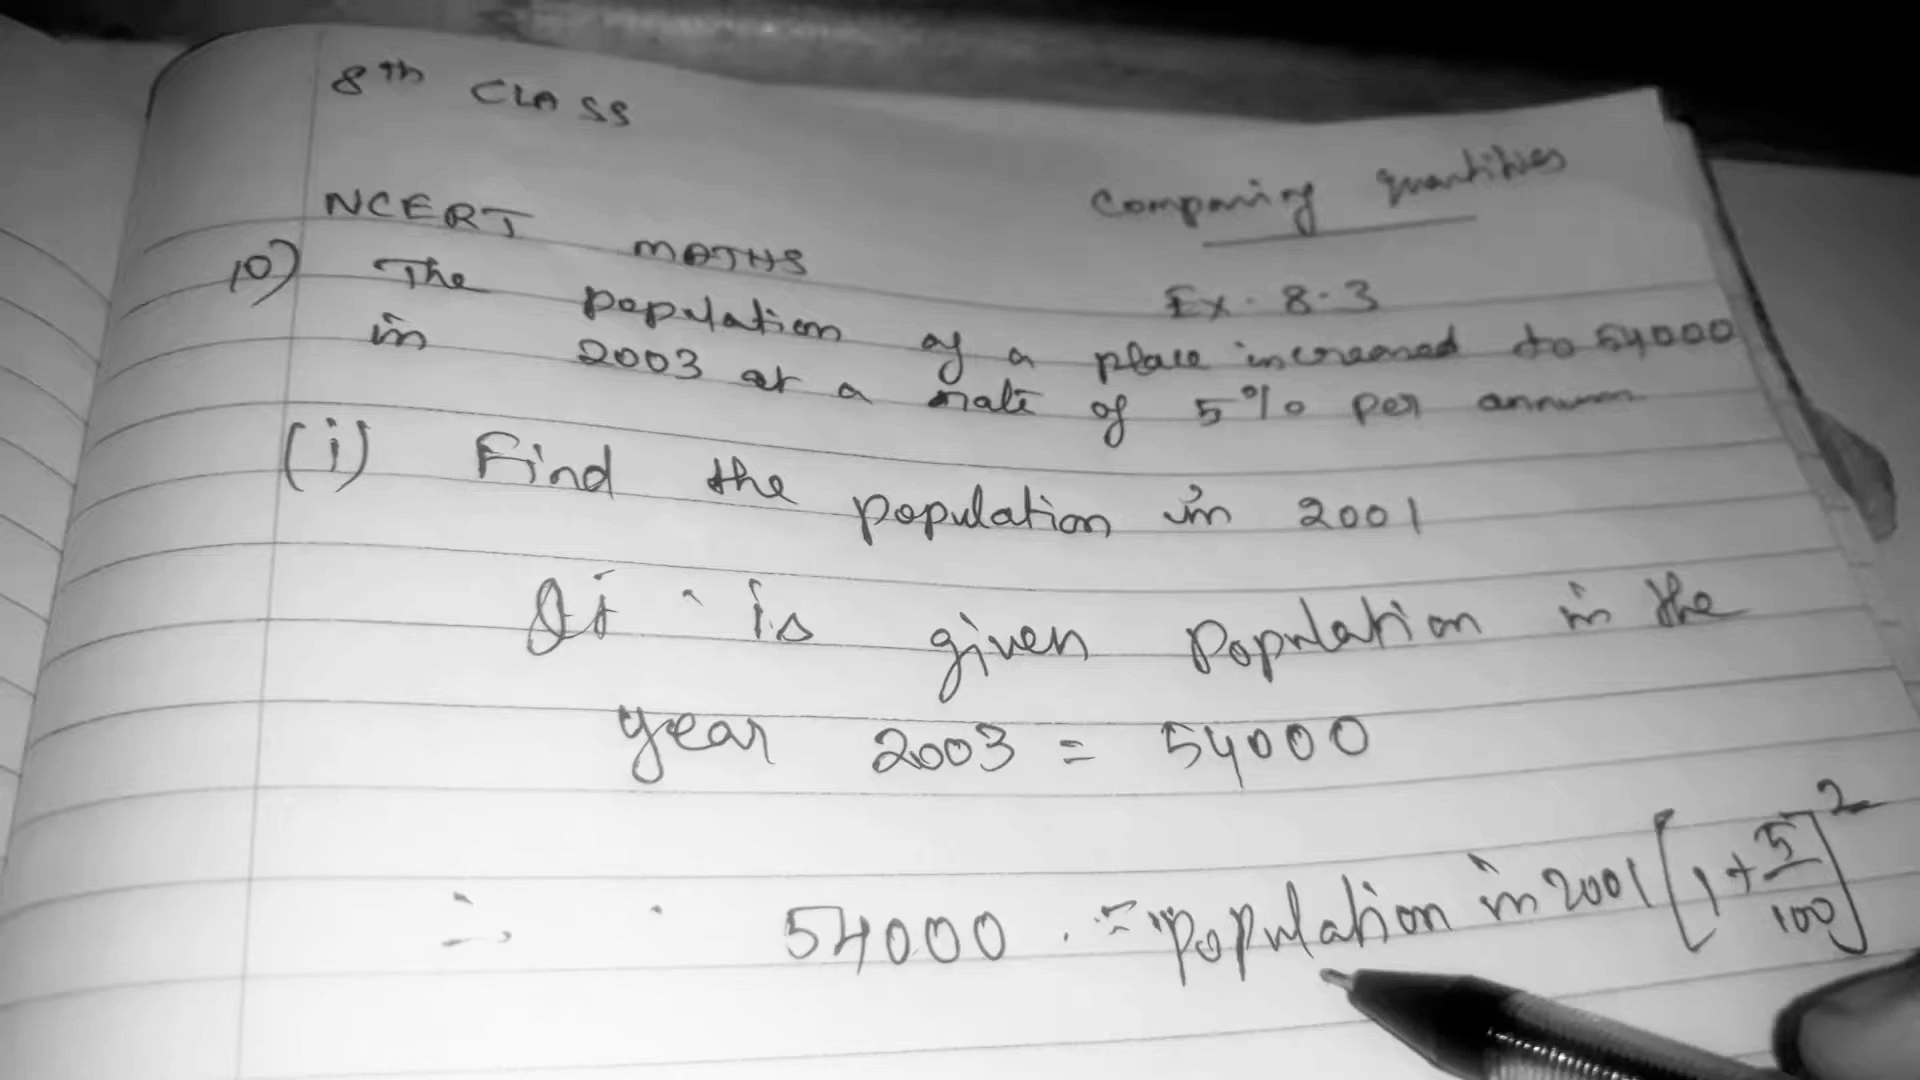 8th CLASS
NCERT MATHS
Comparing quantities
Ex. 8.3
10) The population of a place increased to 54000
in 2003 at a rate of 5% per annum
(i) Find the population in 2001
It is given population in the
year 2003 = 54000
∴ 54000 = population in 2001 [1 + 5/100]²